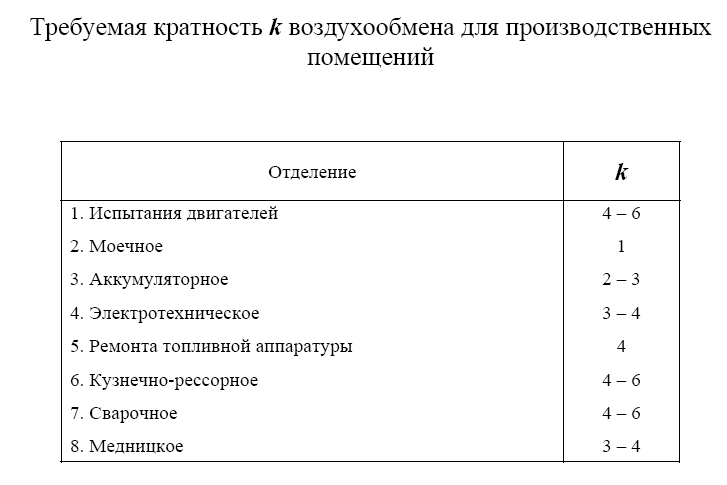 Требуемая кратность k воздухообмена для производственных
помещений
Отделение k
1. Испытания двигателей 4 – 6
2. Моечное 1
3. Аккумуляторное 2 – 3
4. Электротехническое 3 – 4
5. Ремонта топливной аппаратуры 4
6. Кузнечно-рессорное 4 – 6
7. Сварочное 4 – 6
8. Медницкое 3 – 4